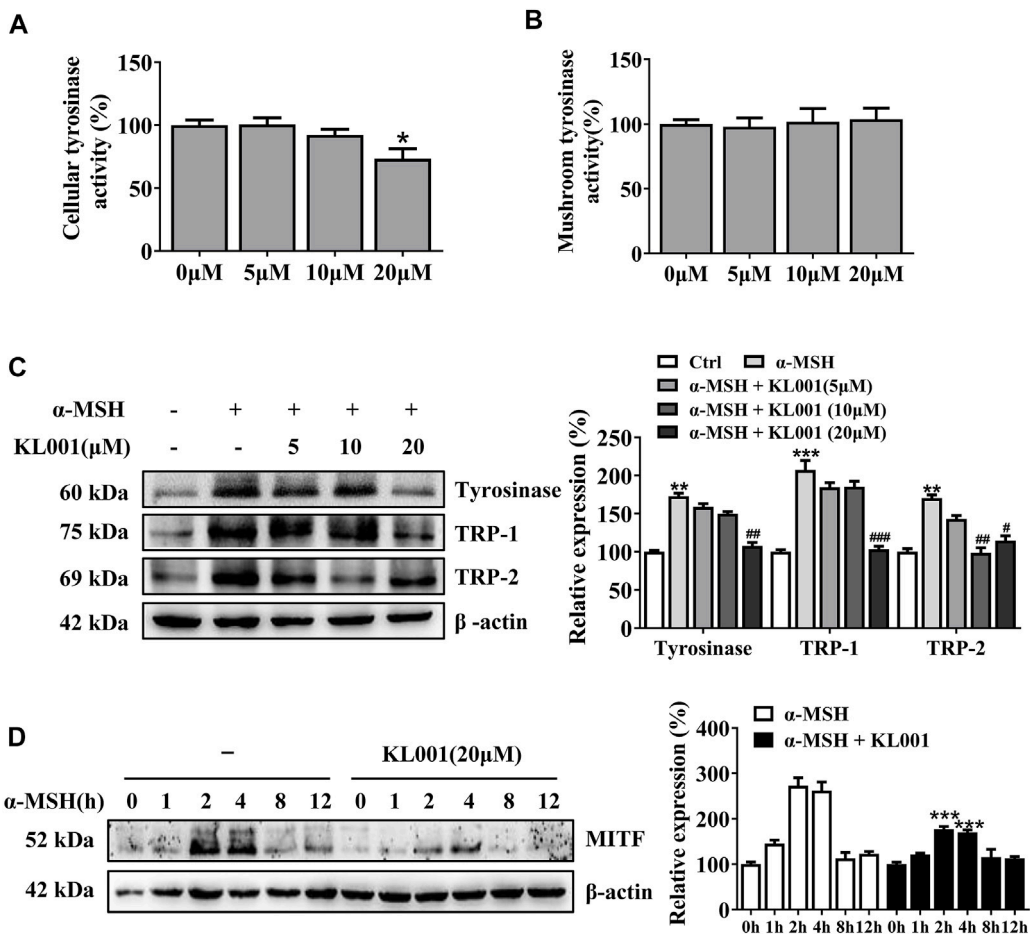 A
Cellular tyrosinase
activity (%)
150
100
50
0
*
0μM 5μM 10μM 20μM
B
Mushroom tyrosinase
activity(%)
150
100
50
0
0μM 5μM 10μM 20μM
C
α-MSH - + + + +
KL001(μM) - - 5 10 20
60 kDa Tyrosinase
75 kDa TRP-1
69 kDa TRP-2
42 kDa β -actin
Ctrl α-MSH
α-MSH + KL001(5μM)
α-MSH + KL001 (10μM)
α-MSH + KL001 (20μM)
Relative expression (%)
250
200
150
100
50
0
** ## *** ### ** ## #
Tyrosinase TRP-1 TRP-2
D
– KL001(20μM)
α-MSH(h) 0 1 2 4 8 12 0 1 2 4 8 12
52 kDa MITF
42 kDa β-actin
α-MSH
α-MSH + KL001
Relative expression (%)
400
300
200
100
0
*** ***
0h 1h 2h 4h 8h 12h 0h 1h 2h 4h 8h 12h